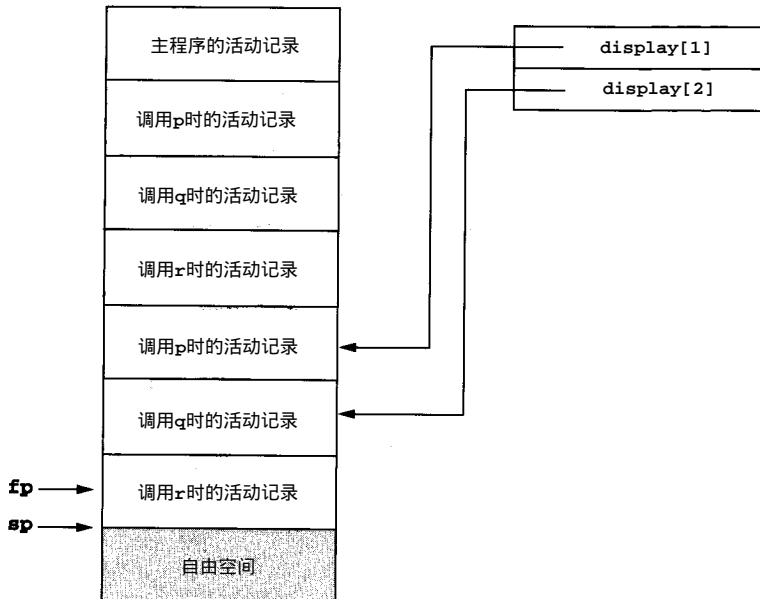 主程序的活动记录
display[1]
display[2]
调用p时的活动记录
调用q时的活动记录
调用r时的活动记录
调用p时的活动记录
调用q时的活动记录
fp
调用r时的活动记录
sp
自由空间